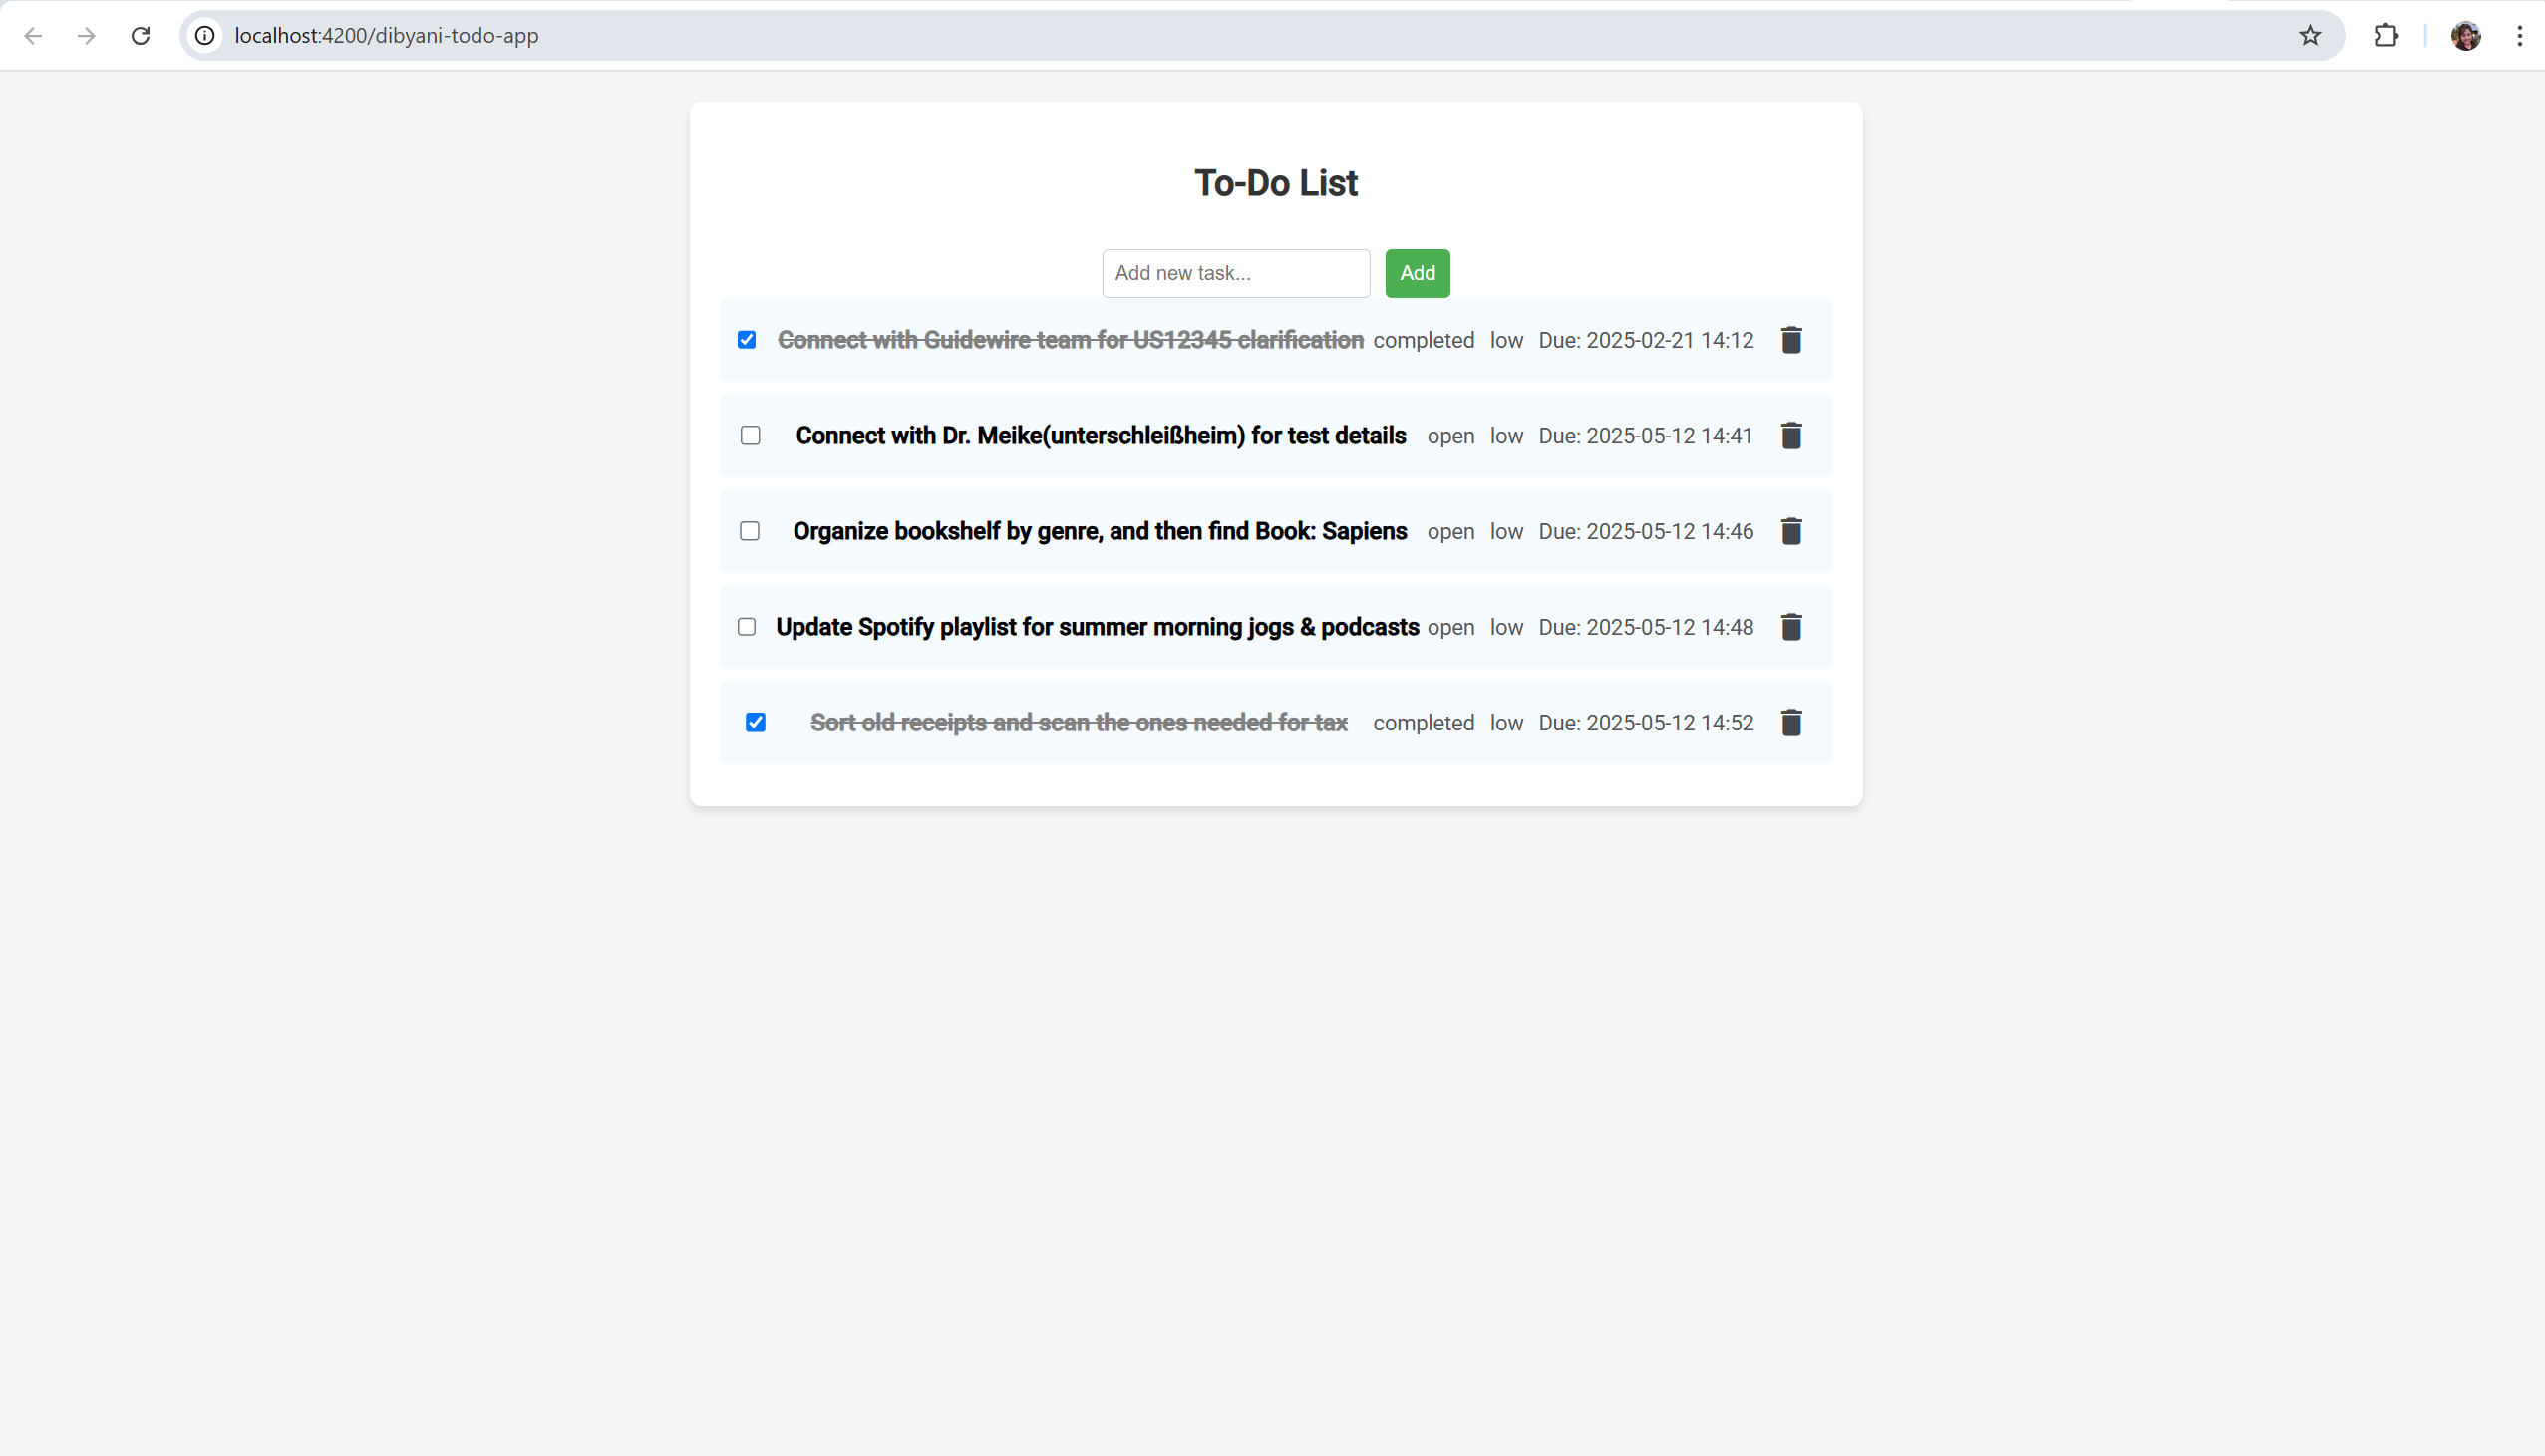 localhost:4200/dibyani-todo-app
To-Do List
Add new task... Add
Connect with Guidewire team for US12345 clarification completed low Due: 2025-02-21 14:12
Connect with Dr. Meike(unterschleißheim) for test details open low Due: 2025-05-12 14:41
Organize bookshelf by genre, and then find Book: Sapiens open low Due: 2025-05-12 14:46
Update Spotify playlist for summer morning jogs & podcasts open low Due: 2025-05-12 14:48
Sort old receipts and scan the ones needed for tax completed low Due: 2025-05-12 14:52